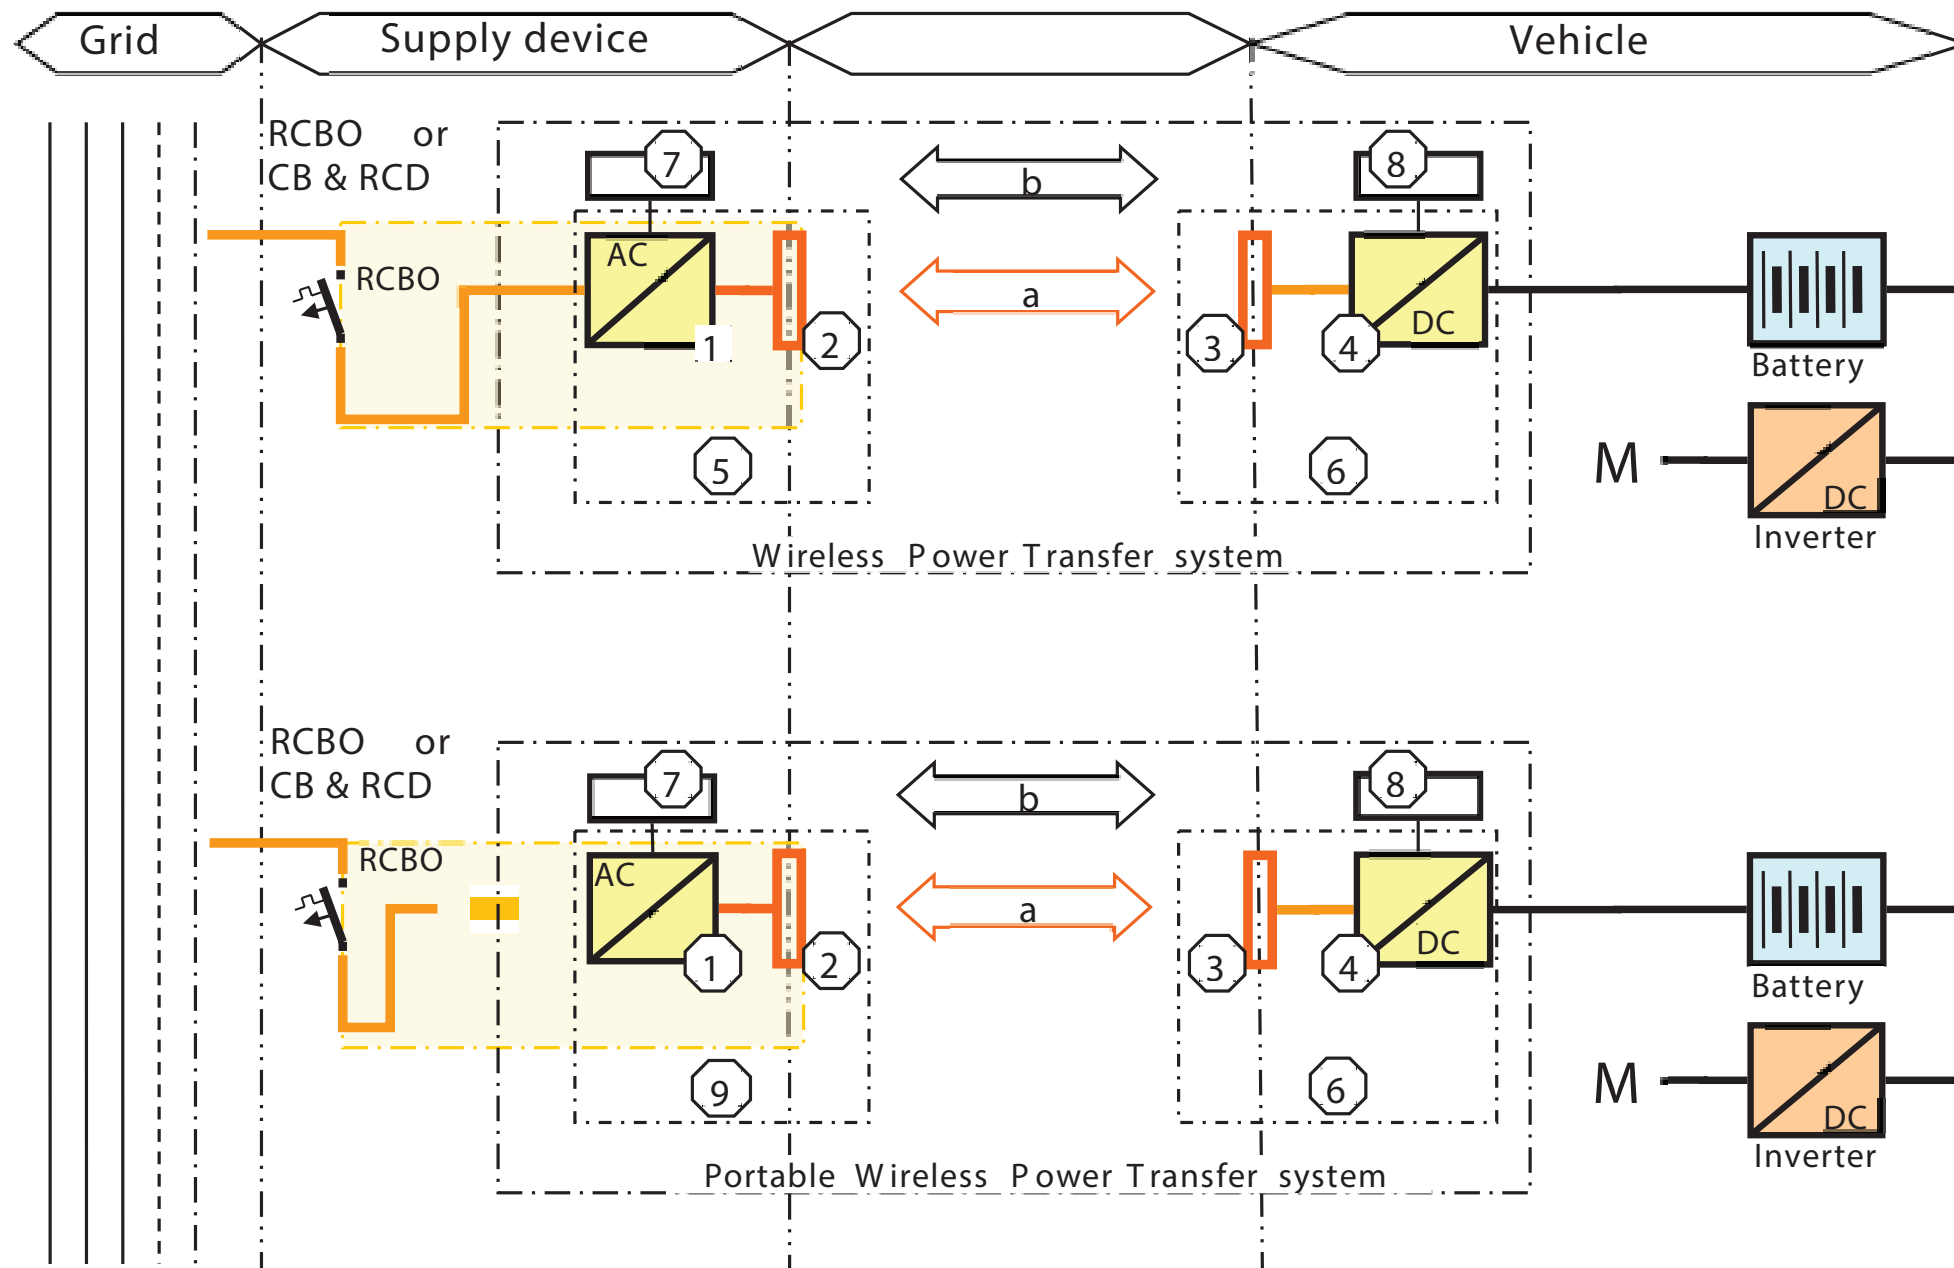 Grid
Supply device
Vehicle
RCBO or
CB & RCD
7
8
b
AC
RCBO
a
1
2
3
4
DC
Battery
5
6
M
DC
Inverter
Wireless Power Transfer system
RCBO or
CB & RCD
7
8
b
RCBO
AC
a
1
2
3
4
DC
Battery
9
6
M
DC
Inverter
Portable Wireless Power Transfer system